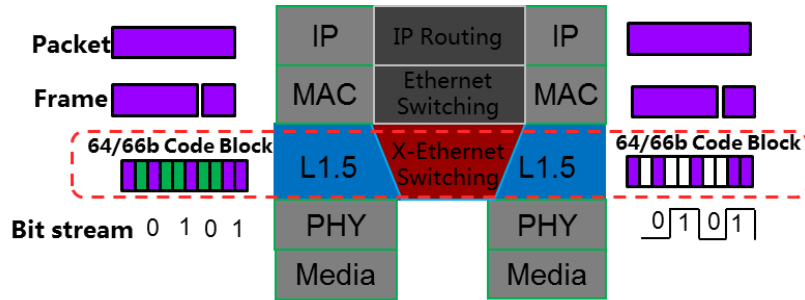 Packet
IP
IP Routing
IP
Frame
MAC
Ethernet
Switching
MAC
64/66b Code Block
L1.5
X-Ethernet
Switching
L1.5
64/66b Code Block
Bit stream 0 1 0 1
PHY
PHY
0 1 0 1
Media
Media